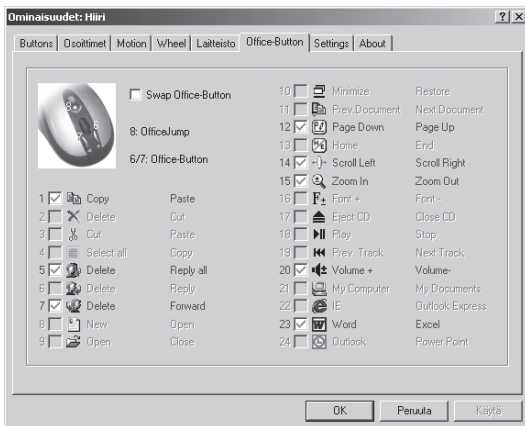 Ominaisuudet: Hiiri
Buttons Osoittimet Motion Wheel Laitteisto Office-Button Settings About
Swap Office-Button
8: OfficeJump
6/7: Office-Button
8
7 6
1 Copy Paste
2 Delete Cut
3 Cut Paste
4 Select all Copy
5 Delete Reply all
6 Delete Reply
7 Delete Forward
8 New Open
9 Open Close
10 Minimize Restore
11 Prev.Document Next Document
12 Page Down Page Up
13 Home End
14 Scroll Left Scroll Right
15 Zoom In Zoom Out
16 F+ Font + Font -
17 Eject CD Close CD
18 Play Stop
19 Prev. Track Next Track
20 Volume + Volume-
21 My Computer My Documents
22 IE Outlook Express
23 Word Excel
24 Outlook Power Point
OK Peruuta Käytä